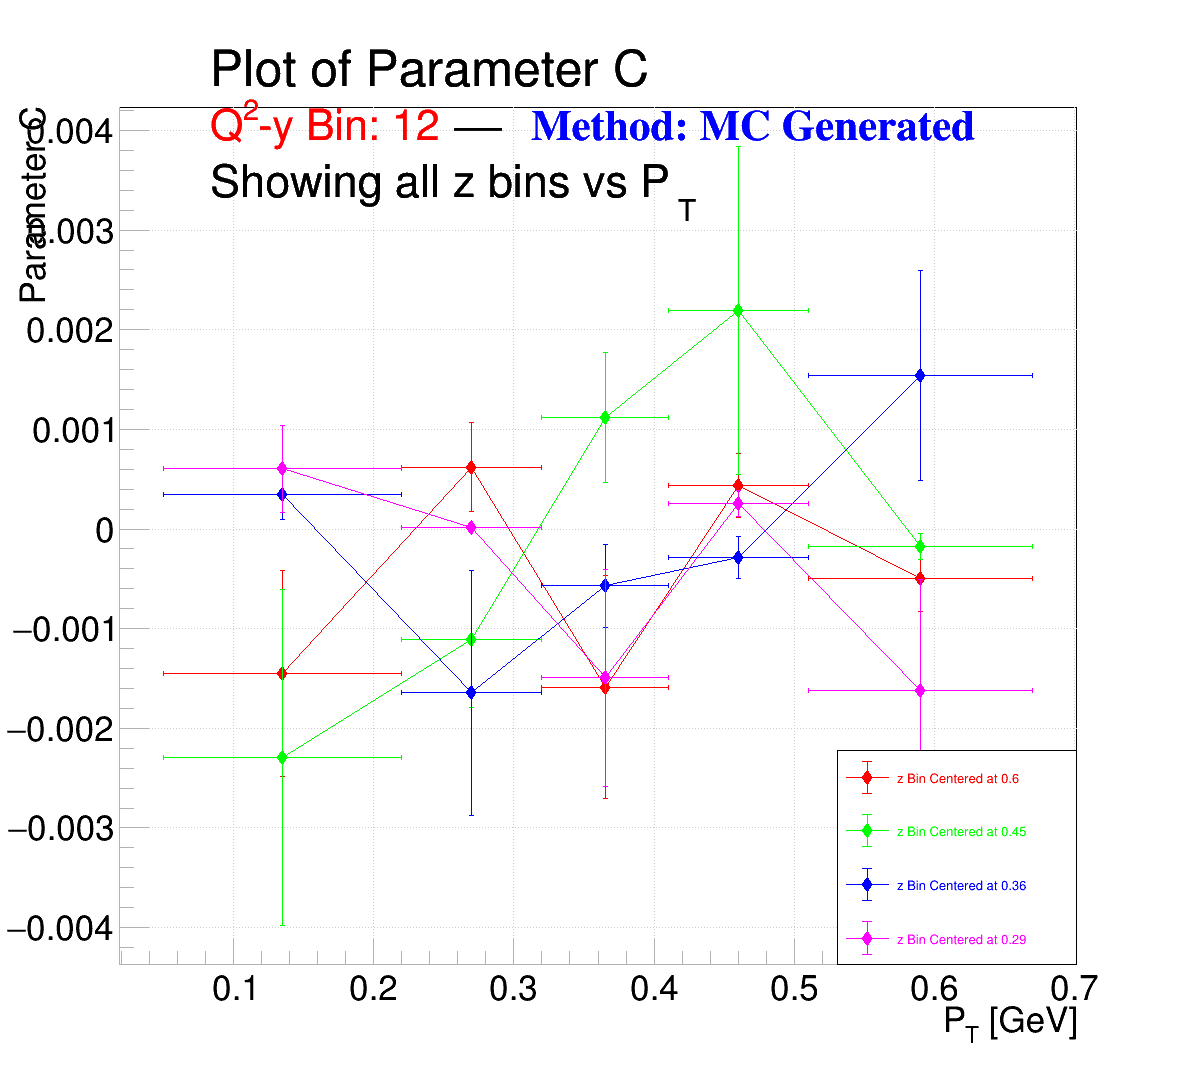 Plot of Parameter C
Q²-y Bin: 12 — Method: MC Generated
Showing all z bins vs P_T
Parameter C
0.004
0.003
0.002
0.001
0
−0.001
−0.002
−0.003
−0.004
z Bin Centered at 0.6
z Bin Centered at 0.45
z Bin Centered at 0.36
z Bin Centered at 0.29
0.1 0.2 0.3 0.4 0.5 0.6 0.7
P_T [GeV]